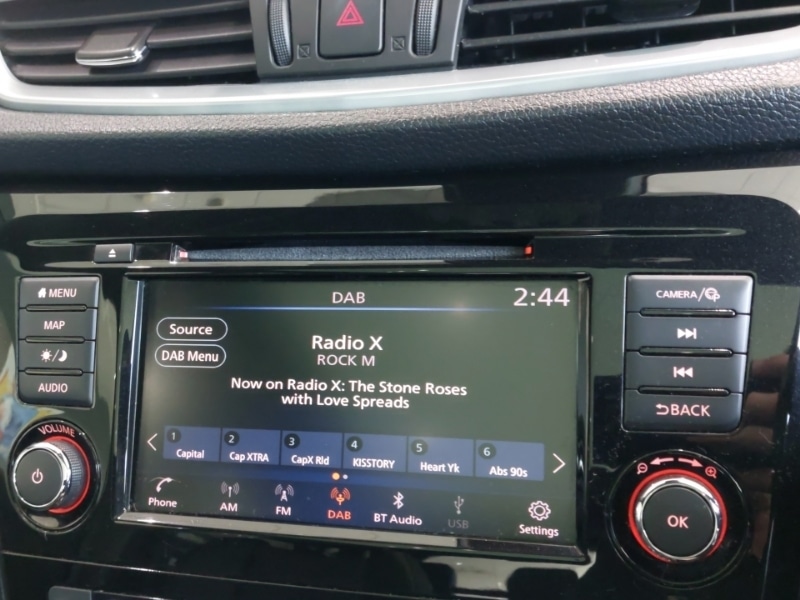 MENU
MAP
AUDIO
VOLUME
DAB
2:44
Source
DAB Menu
Radio X
ROCK M
Now on Radio X: The Stone Roses
with Love Spreads
1 Capital
2 Cap XTRA
3 CapX Rld
4 KISSTORY
5 Heart Yk
6 Abs 90s
Phone
AM
FM
DAB
BT Audio
USB
Settings
CAMERA/
BACK
OK